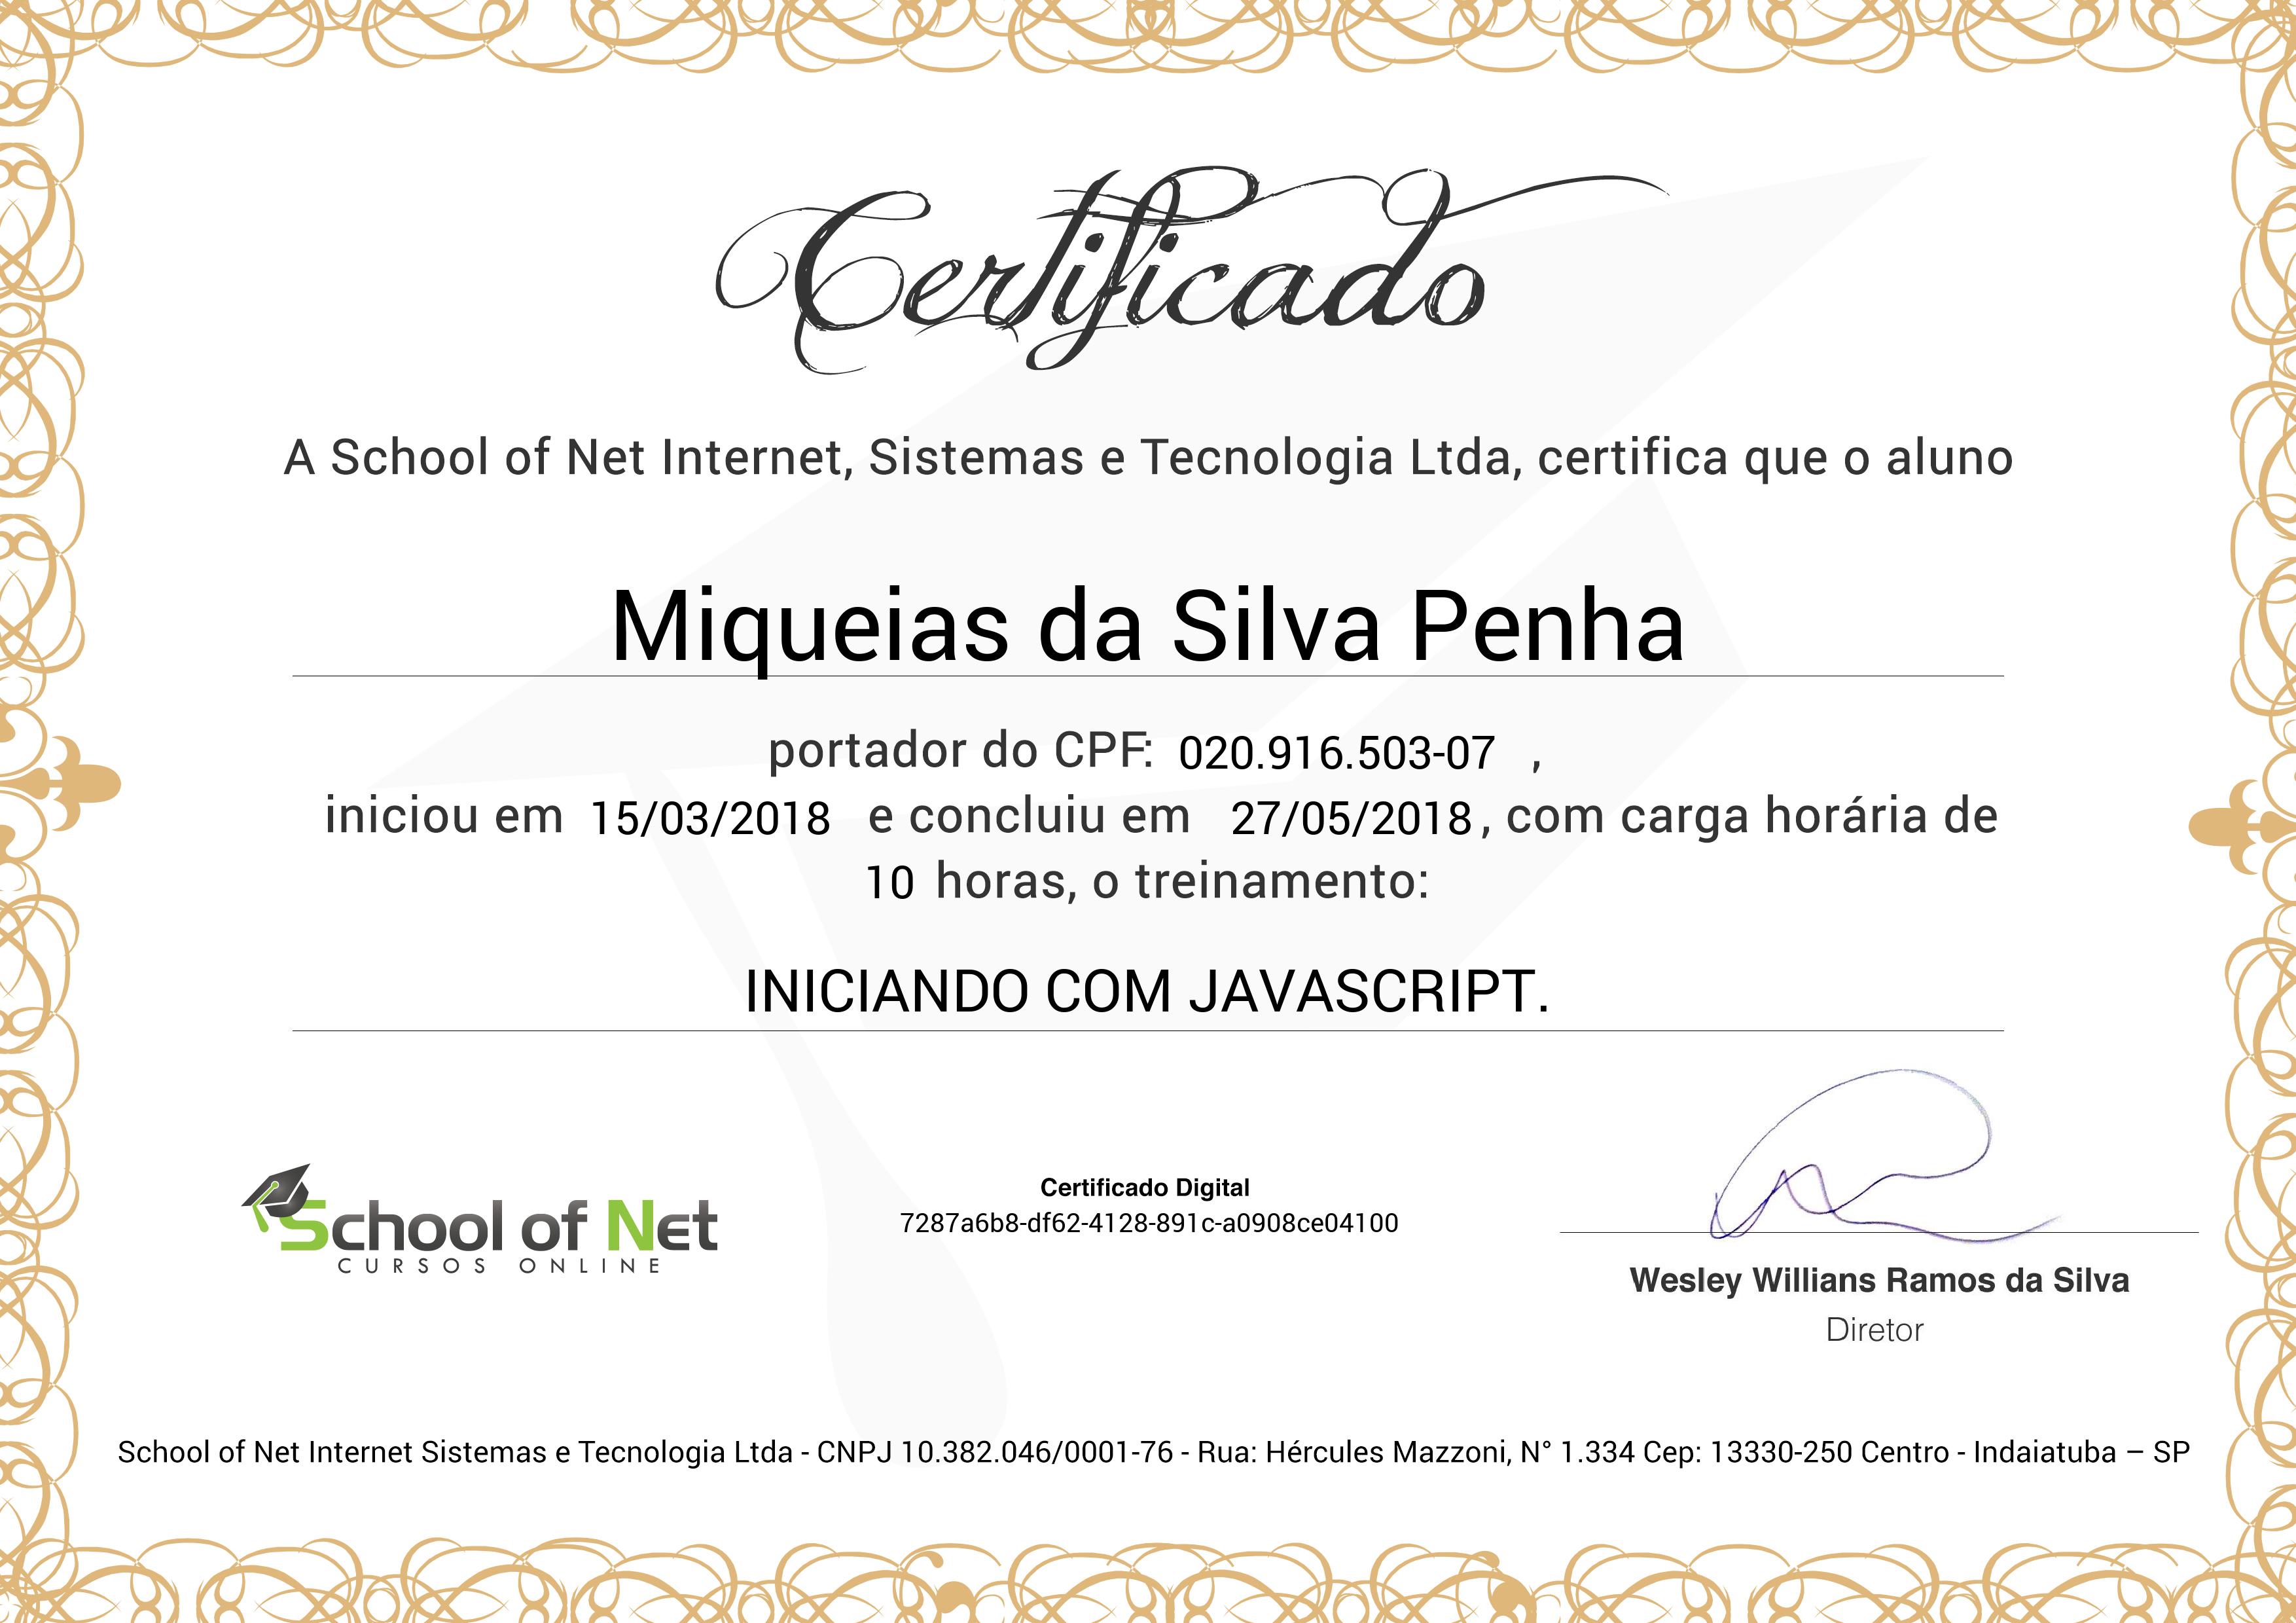 Certificado
A School of Net Internet, Sistemas e Tecnologia Ltda, certifica que o aluno
Miqueias da Silva Penha
portador do CPF: 020.916.503-07 ,
iniciou em 15/03/2018 e concluiu em 27/05/2018, com carga horária de
10 horas, o treinamento:
INICIANDO COM JAVASCRIPT.
School of Net
CURSOS ONLINE
Certificado Digital
7287a6b8-df62-4128-891c-a0908ce04100
Wesley Willians Ramos da Silva
Diretor
School of Net Internet Sistemas e Tecnologia Ltda - CNPJ 10.382.046/0001-76 - Rua: Hércules Mazzoni, N° 1.334 Cep: 13330-250 Centro - Indaiatuba – SP